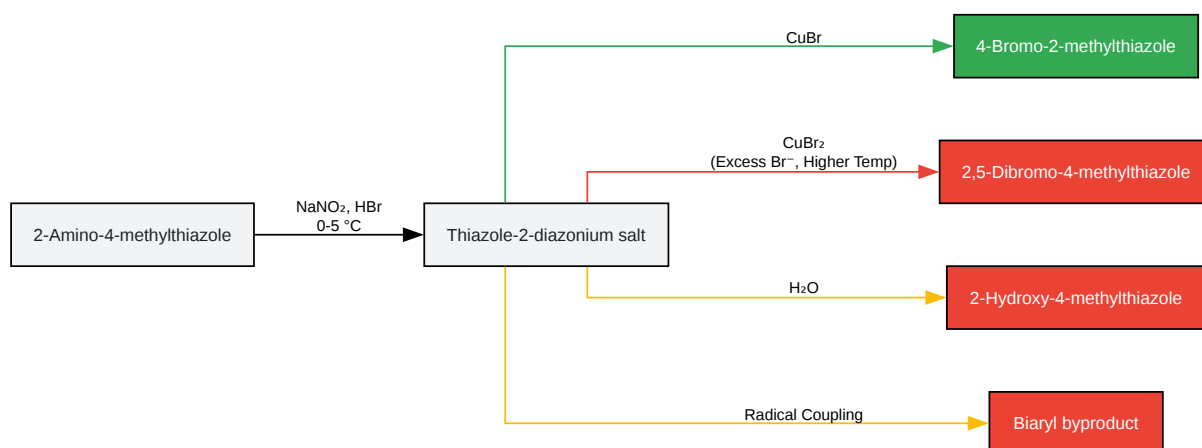 CuBr
4-Bromo-2-methylthiazole
CuBr₂
(Excess Br⁻, Higher Temp)
2,5-Dibromo-4-methylthiazole
2-Amino-4-methylthiazole
NaNO₂, HBr
0-5 °C
Thiazole-2-diazonium salt
H₂O
2-Hydroxy-4-methylthiazole
Radical Coupling
Biaryl byproduct